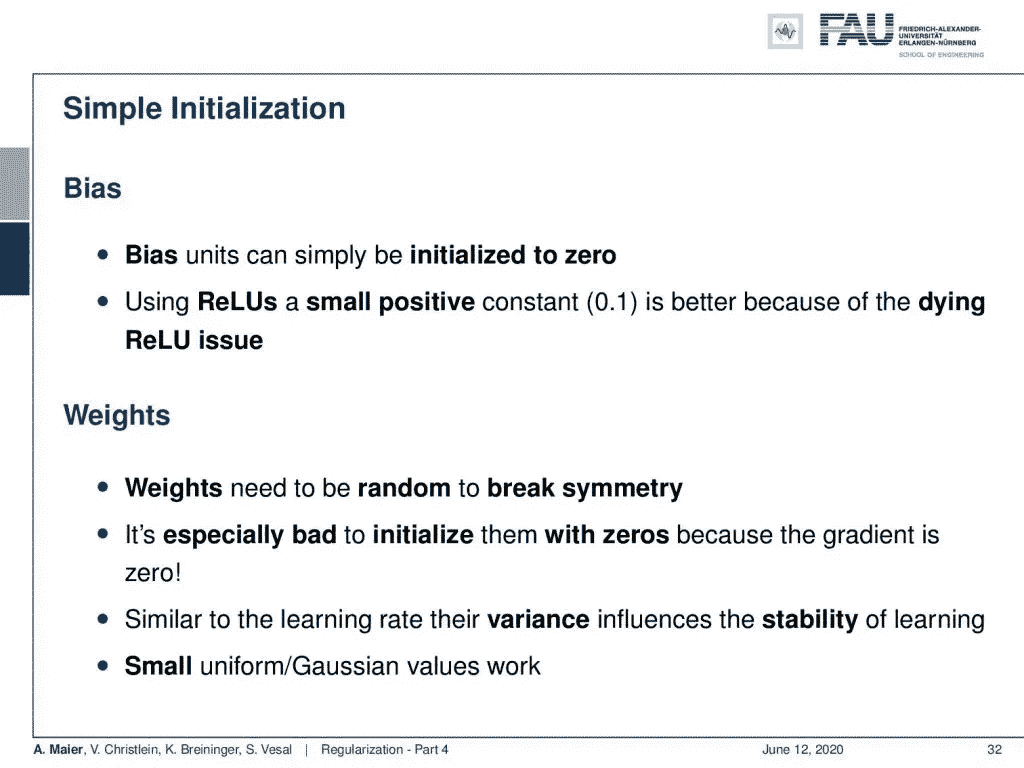 FAU
FRIEDRICH-ALEXANDER-
UNIVERSITÄT
ERLANGEN-NÜRNBERG
SCHOOL OF ENGINEERING
Simple Initialization
Bias
• Bias units can simply be initialized to zero
• Using ReLUs a small positive constant (0.1) is better because of the dying
ReLU issue
Weights
• Weights need to be random to break symmetry
• It's especially bad to initialize them with zeros because the gradient is
zero!
• Similar to the learning rate their variance influences the stability of learning
• Small uniform/Gaussian values work
A. Maier, V. Christlein, K. Breininger, S. Vesal | Regularization - Part 4 June 12, 2020 32